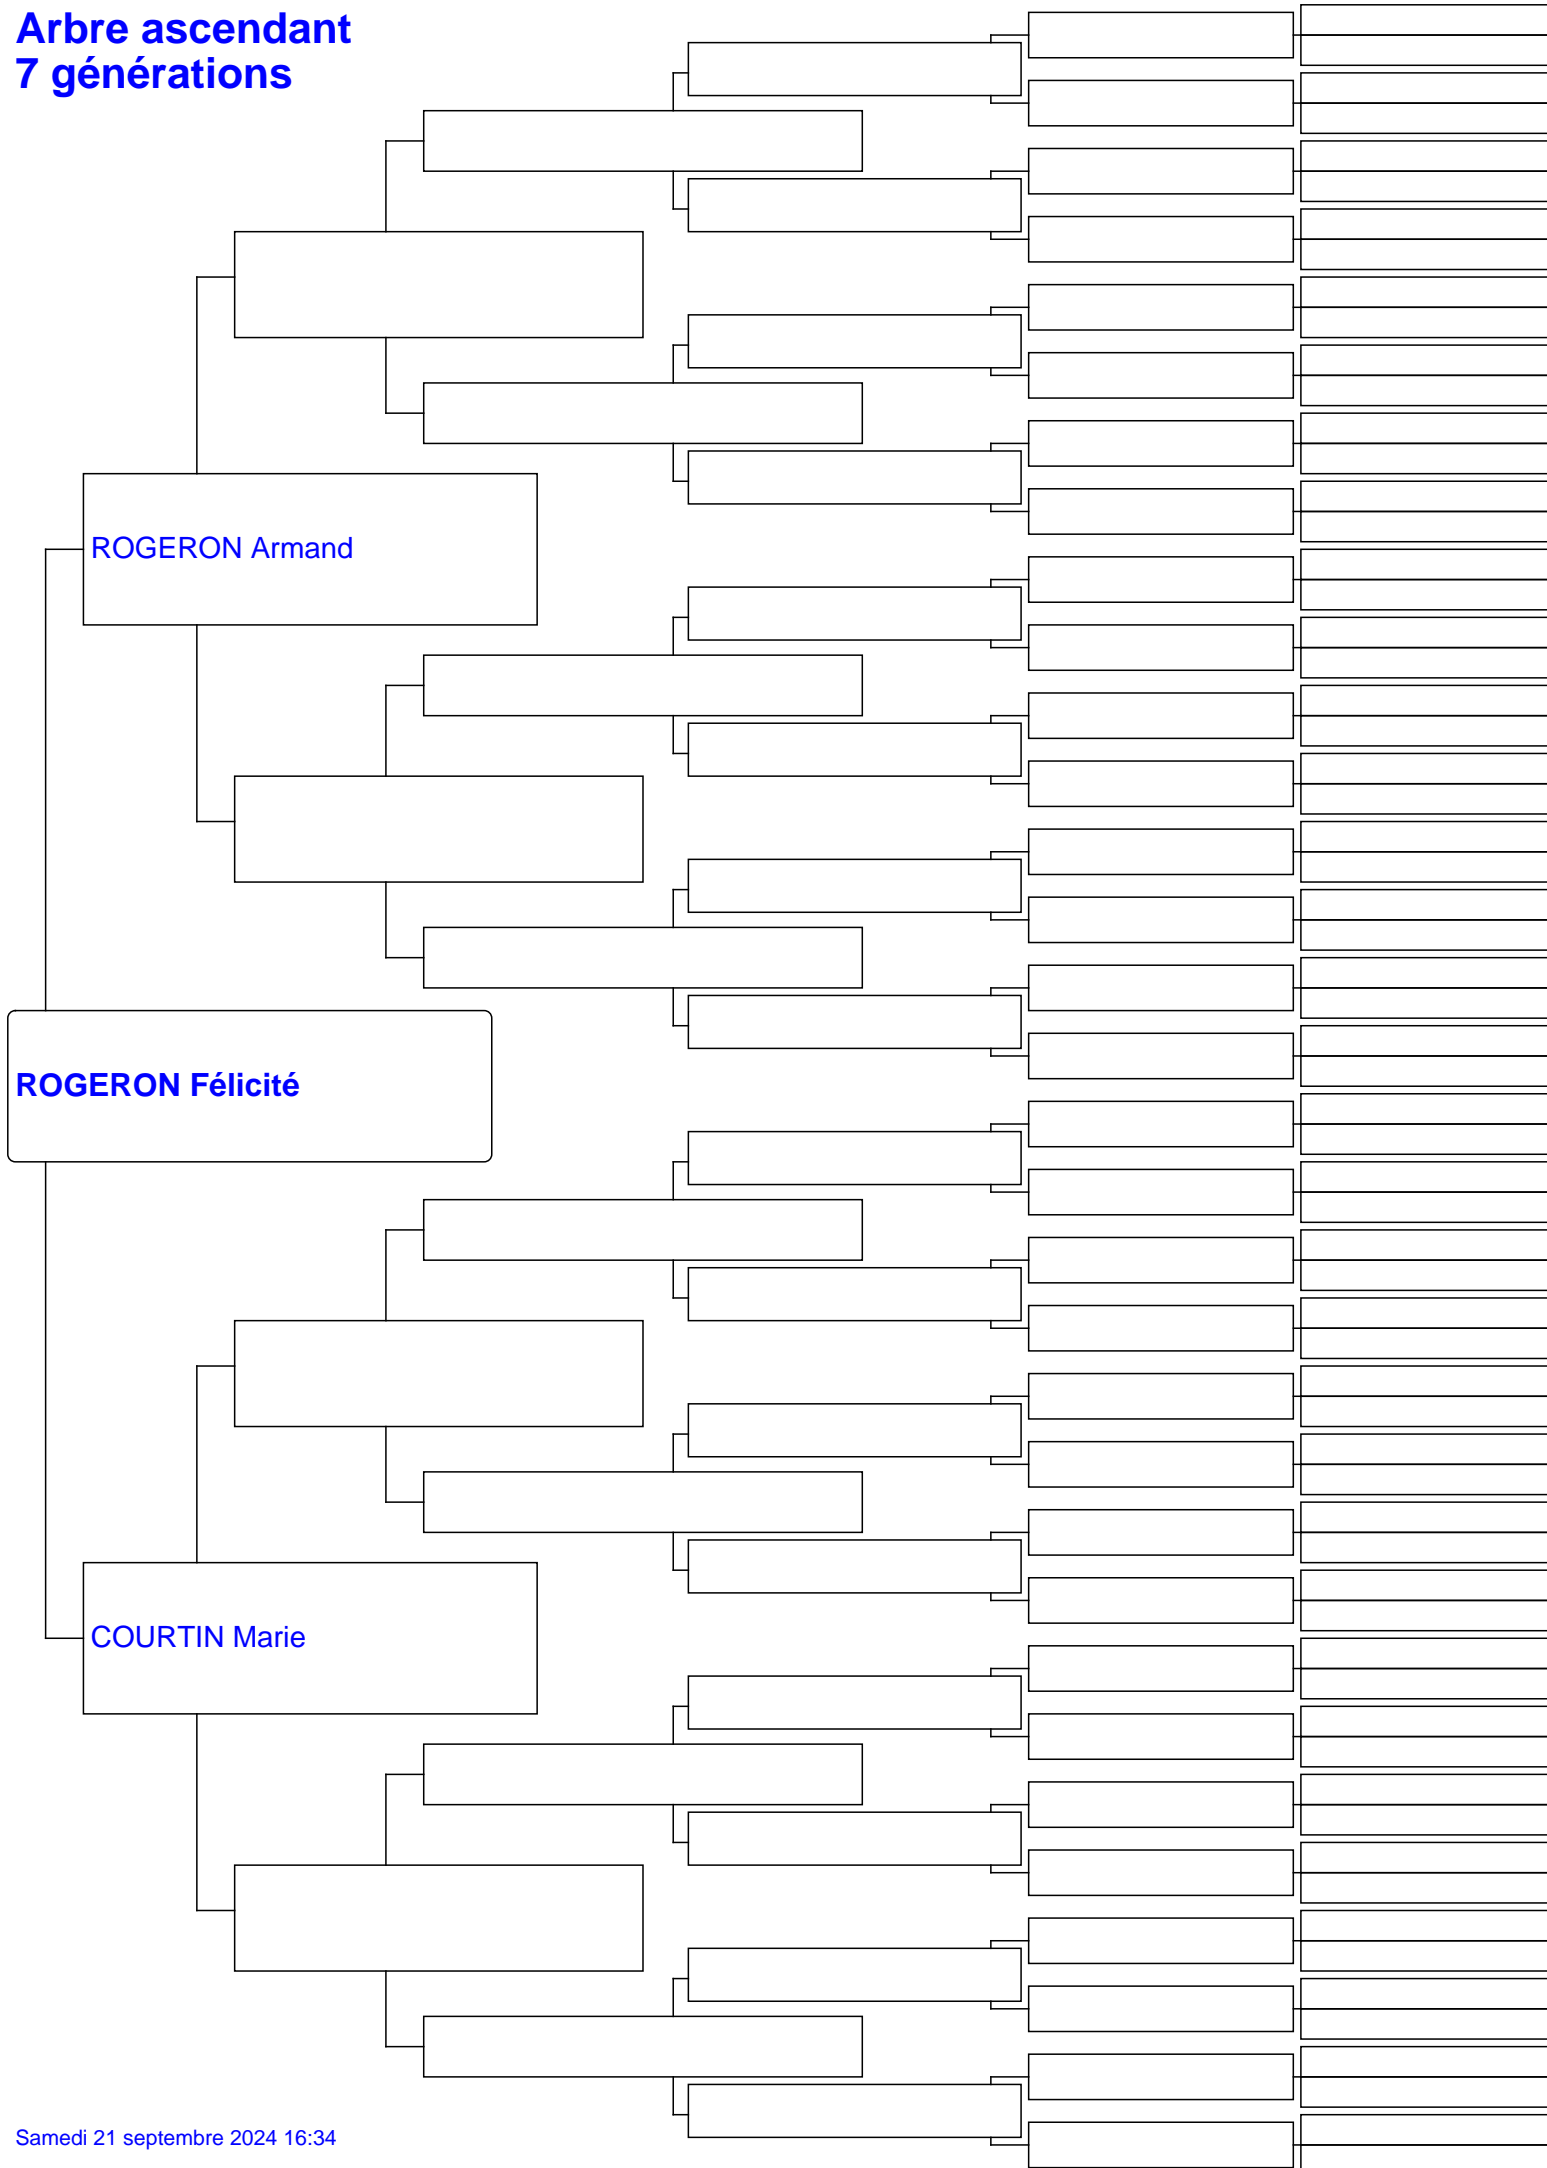 Arbre ascendant
7 générations
ROGERON Armand
ROGERON Félicité
COURTIN Marie
Samedi 21 septembre 2024 16:34